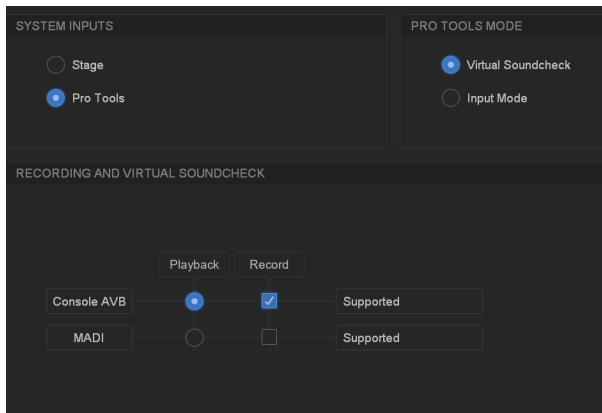 SYSTEM INPUTS
Stage
Pro Tools
PRO TOOLS MODE
Virtual Soundcheck
Input Mode
RECORDING AND VIRTUAL SOUNDCHECK
Playback Record
Console AVB Supported
MADI Supported